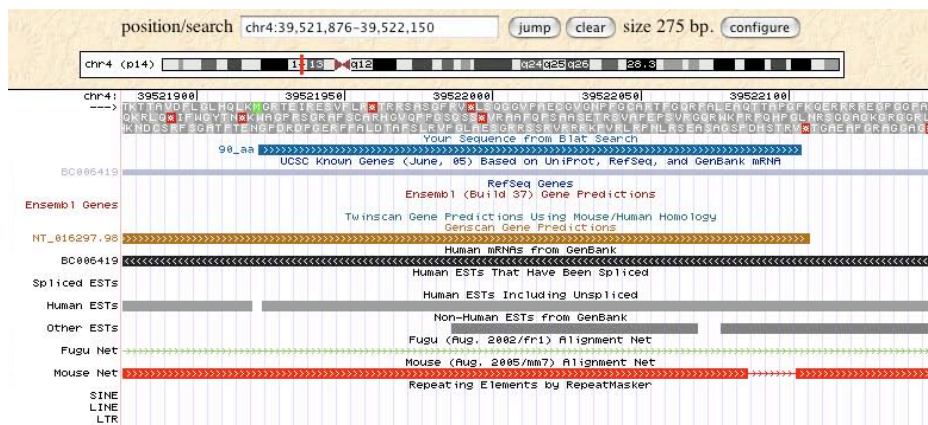 position/search chr4:39,521,876-39,522,150 jump clear size 275 bp. configure
chr4 (p14) 13 q12 q24 q25 q26 28.3
chr4: 39521900| 39521950| 39522000| 39522050| 39522100|
--->
Your Sequence from Blat Search
90_aa
UCSC Known Genes (June, 05) Based on UniProt, RefSeq, and GenBank mRNA
BC006419
RefSeq Genes
Ensembl (Build 37) Gene Predictions
Ensembl Genes
Twinscan Gene Predictions Using Mouse/Human Homology
Genscan Gene Predictions
NT_016297.98
Human mRNAs from GenBank
BC006419
Human ESTs That Have Been Spliced
Spliced ESTs
Human ESTs Including Unspliced
Human ESTs
Non-Human ESTs from GenBank
Other ESTs
Fugu (Aug. 2002/fr1) Alignment Net
Fugu Net
Mouse (Aug. 2005/mm7) Alignment Net
Mouse Net
Repeating Elements by RepeatMasker
SINE
LINE
LTR